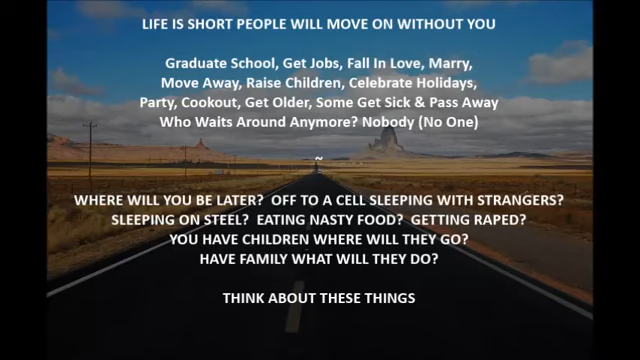 LIFE IS SHORT PEOPLE WILL MOVE ON WITHOUT YOU
Graduate School, Get Jobs, Fall In Love, Marry,
Move Away, Raise Children, Celebrate Holidays,
Party, Cookout, Get Older, Some Get Sick & Pass Away
Who Waits Around Anymore? Nobody (No One)
~
WHERE WILL YOU BE LATER?  OFF TO A CELL SLEEPING WITH STRANGERS?
SLEEPING ON STEEL?  EATING NASTY FOOD?  GETTING RAPED?
YOU HAVE CHILDREN WHERE WILL THEY GO?
HAVE FAMILY WHAT WILL THEY DO?
THINK ABOUT THESE THINGS